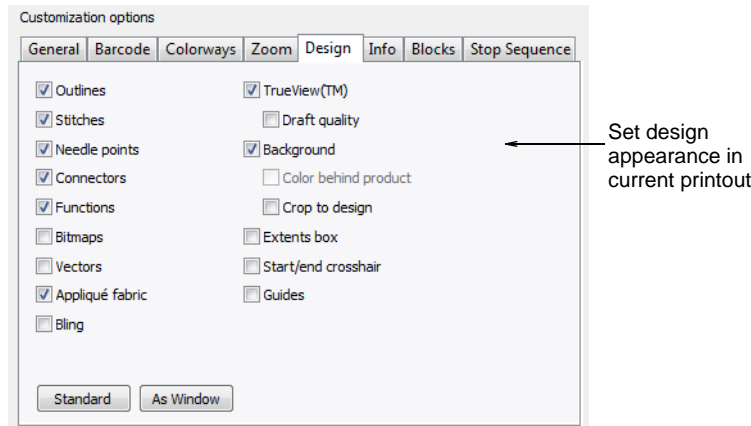 Customization options
General Barcode Colorways Zoom Design Info Blocks Stop Sequence
Outlines
Stitches
Needle points
Connectors
Functions
Bitmaps
Vectors
Appliqué fabric
Bling
TrueView(TM)
Draft quality
Background
Color behind product
Crop to design
Extents box
Start/end crosshair
Guides
Standard As Window
Set design
appearance in
current printout